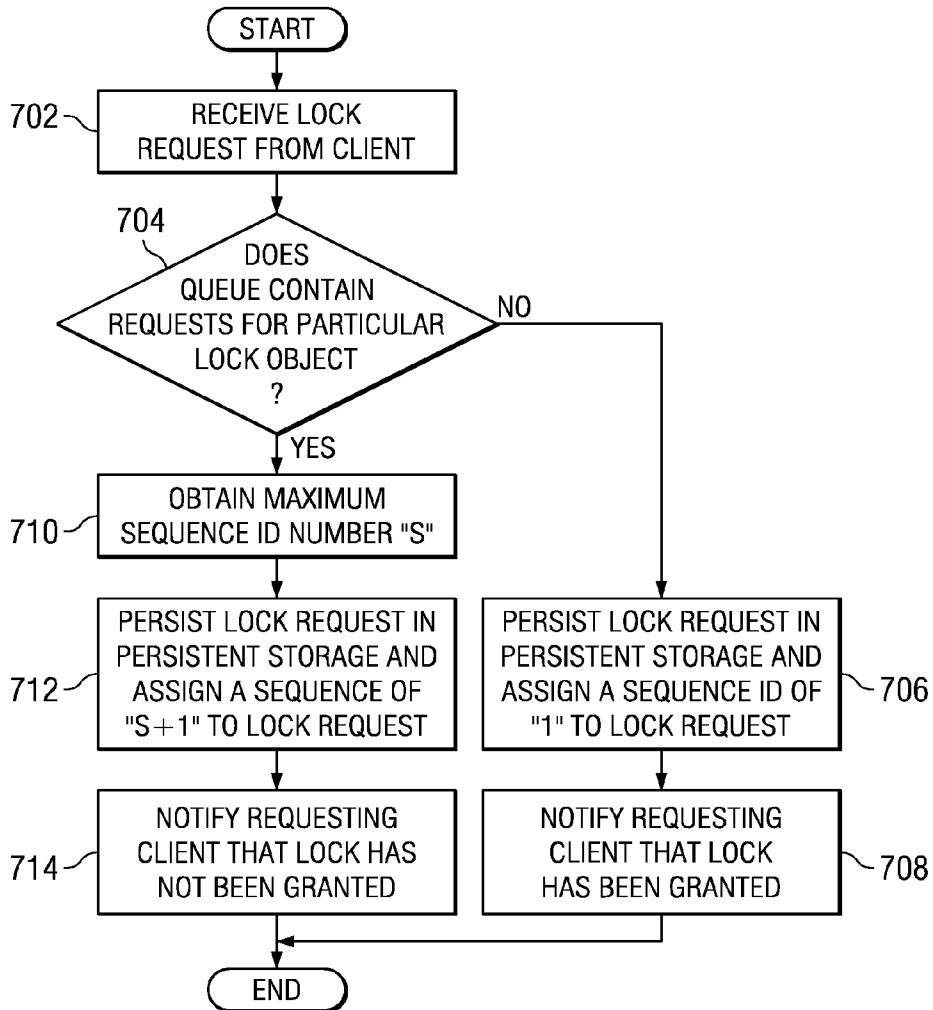 START
702
RECEIVE LOCK
REQUEST FROM CLIENT
704
DOES
QUEUE CONTAIN
REQUESTS FOR PARTICULAR
LOCK OBJECT
?
NO
YES
710
OBTAIN MAXIMUM
SEQUENCE ID NUMBER "S"
712
PERSIST LOCK REQUEST IN
PERSISTENT STORAGE AND
ASSIGN A SEQUENCE OF
"S+1" TO LOCK REQUEST
PERSIST LOCK REQUEST IN
PERSISTENT STORAGE AND
ASSIGN A SEQUENCE ID OF
"1" TO LOCK REQUEST
706
714
NOTIFY REQUESTING
CLIENT THAT LOCK HAS
NOT BEEN GRANTED
NOTIFY REQUESTING
CLIENT THAT LOCK
HAS BEEN GRANTED
708
END